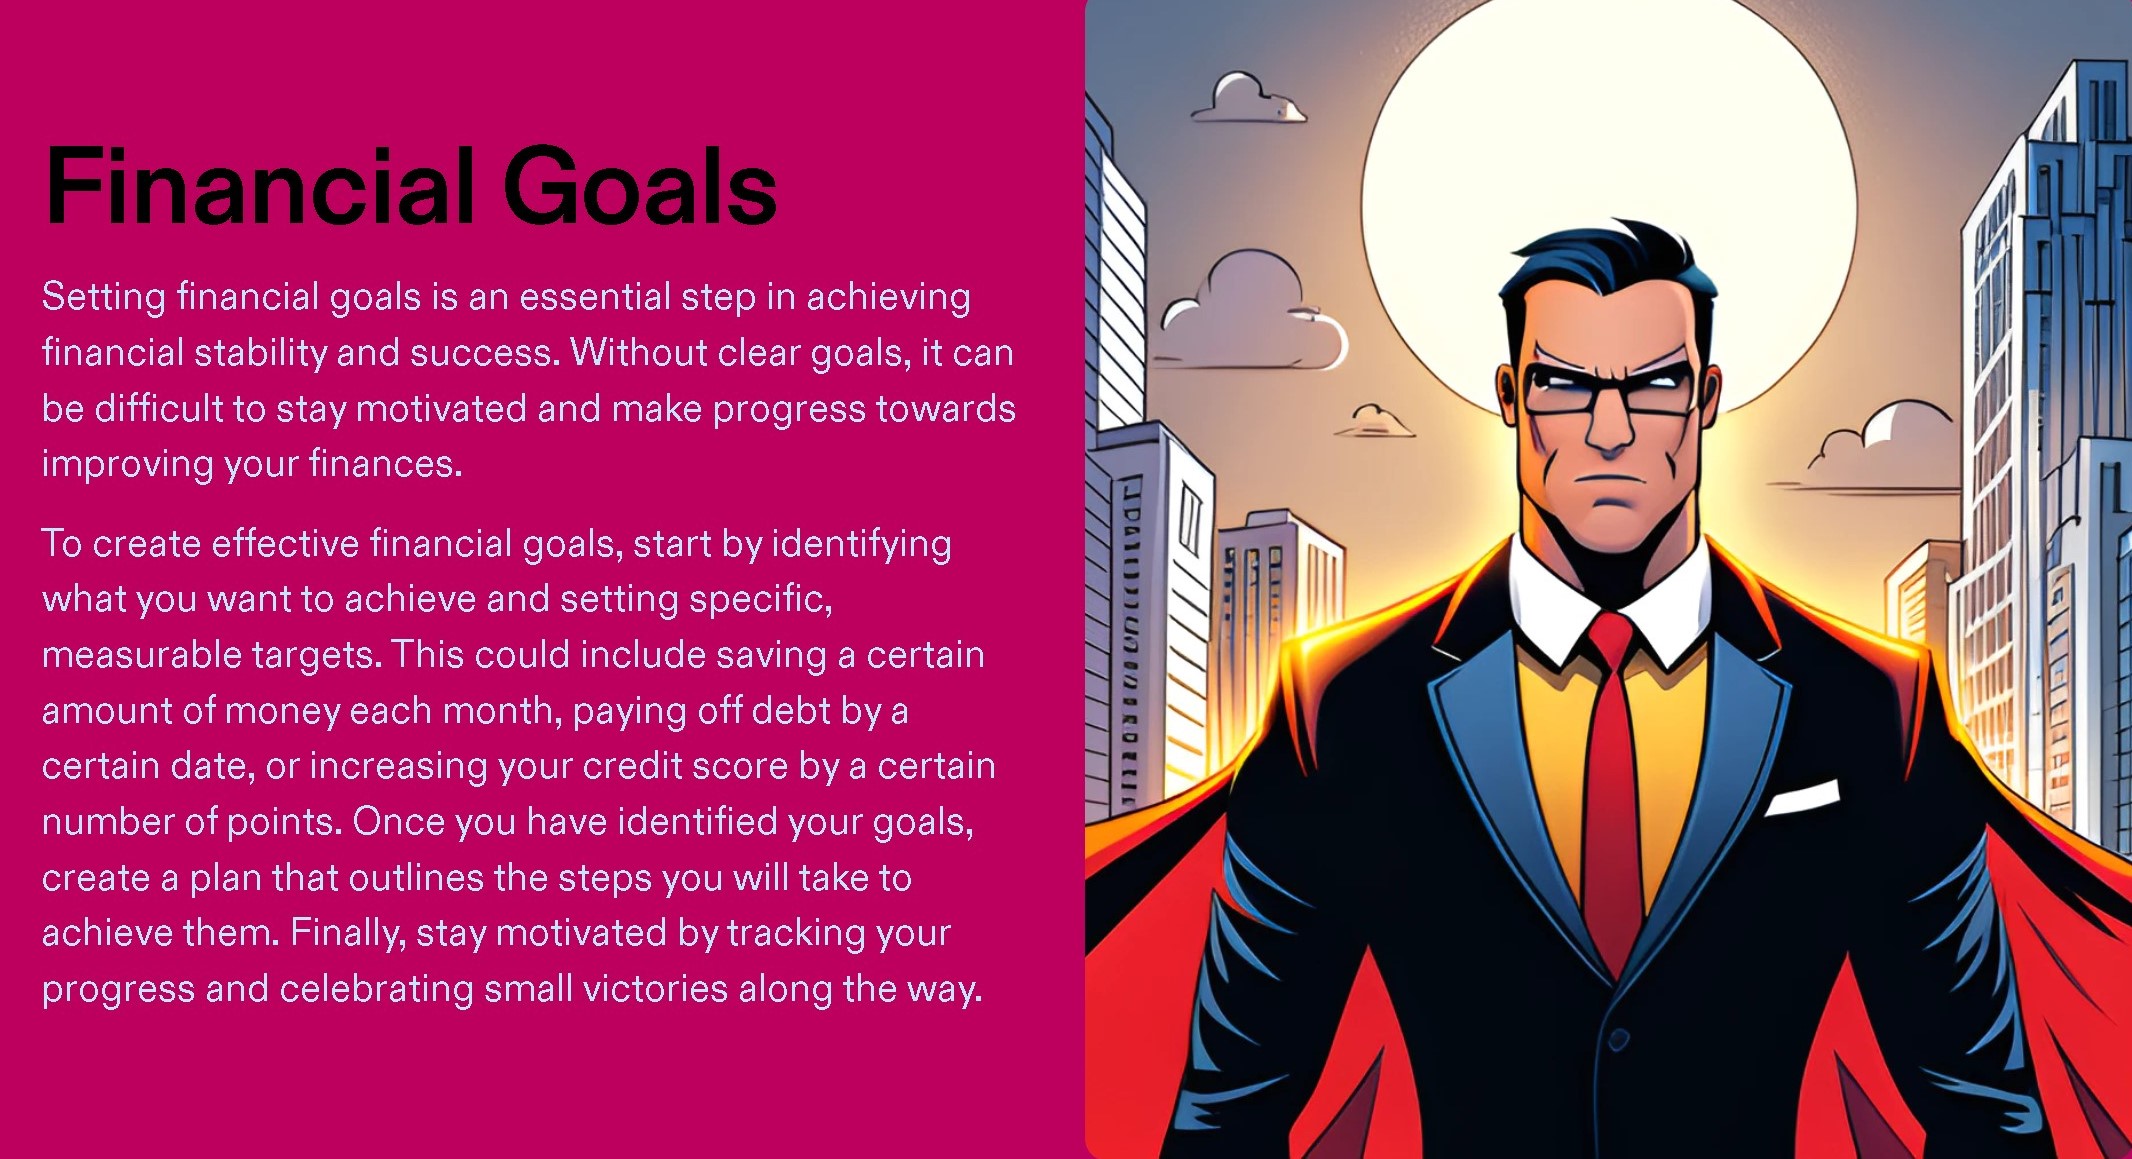 Financial Goals
Setting financial goals is an essential step in achieving
financial stability and success. Without clear goals, it can
be difficult to stay motivated and make progress towards
improving your finances.
To create effective financial goals, start by identifying
what you want to achieve and setting specific,
measurable targets. This could include saving a certain
amount of money each month, paying off debt by a
certain date, or increasing your credit score by a certain
number of points. Once you have identified your goals,
create a plan that outlines the steps you will take to
achieve them. Finally, stay motivated by tracking your
progress and celebrating small victories along the way.